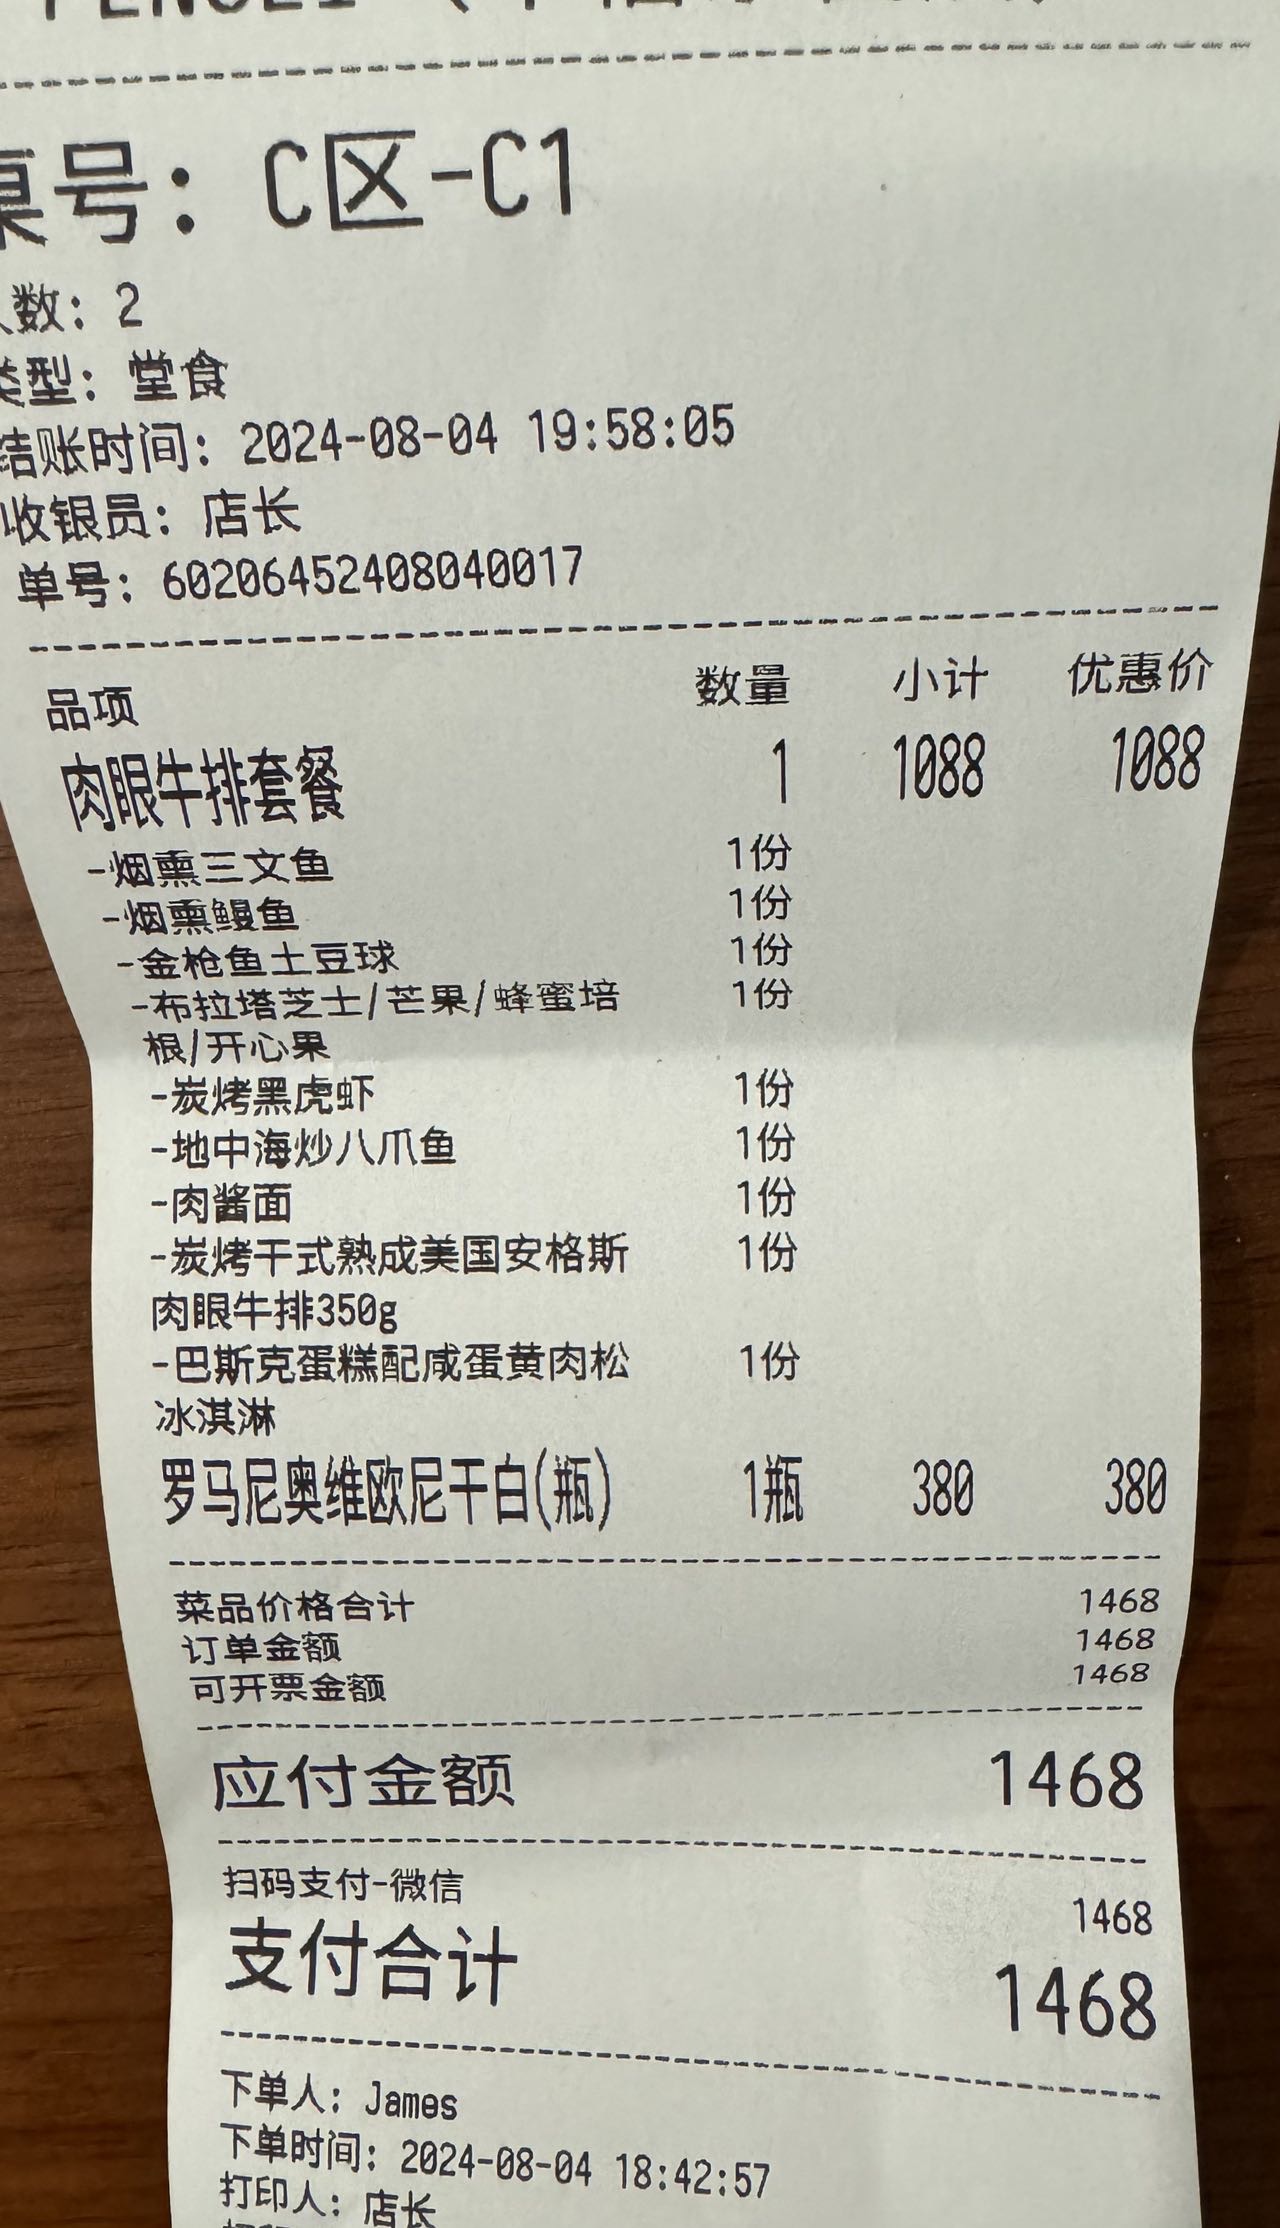 号: C区-C1
数: 2
类型: 堂食
结账时间: 2024-08-04 19:58:05
收银员: 店长
单号: 602064522408040017
品项 数量 小计 优惠价
肉眼牛排套餐 1 1088 1088
-烟熏三文鱼 1份
-烟熏鳗鱼 1份
-金枪鱼土豆球 1份
-布拉塔芝士/芒果/蜂蜜培 1份
根/开心果
-炭烤黑虎虾 1份
-地中海炒八爪鱼 1份
-肉酱面 1份
-炭烤干式熟成美国安格斯 1份
肉眼牛排350g
-巴斯克蛋糕配咸蛋黄肉松 1份
冰淇淋
罗马尼奥维欧尼干白(瓶) 1瓶 380 380
菜品价格合计 1468
订单金额 1468
可开票金额 1468
应付金额 1468
扫码支付-微信 1468
支付合计 1468
下单人: James
下单时间: 2024-08-04 18:42:57
打印人: 店长